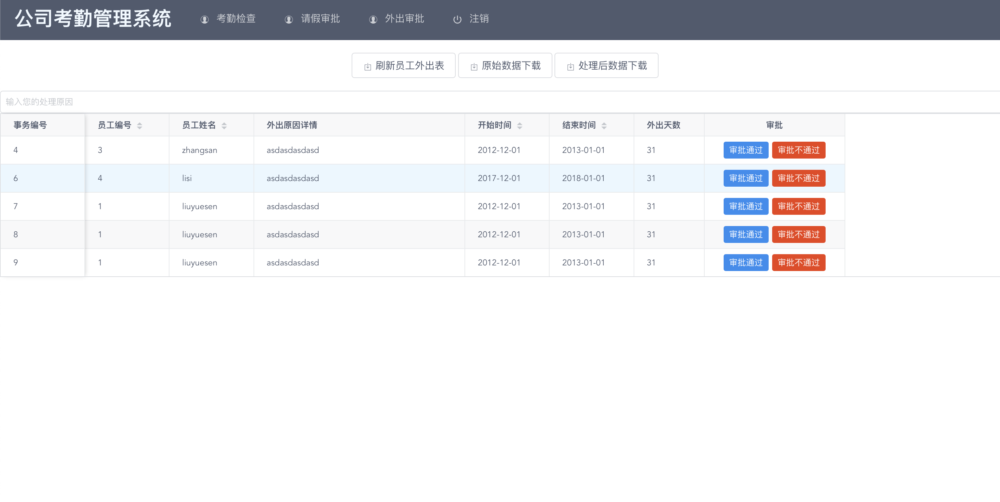 公司考勤管理系统 考勤检查 请假审批 外出审批 注销
刷新员工外出表 原始数据下载 处理后数据下载
输入您的处理原因
事务编号 员工编号 员工姓名 外出原因详情 开始时间 结束时间 外出天数 审批
4 3 zhangsan asdasdasdasd 2012-12-01 2013-01-01 31 审批通过 审批不通过
6 4 lisi asdasdasdasd 2017-12-01 2018-01-01 31 审批通过 审批不通过
7 1 liuyuesen asdasdasdasd 2012-12-01 2013-01-01 31 审批通过 审批不通过
8 1 liuyuesen asdasdasdasd 2012-12-01 2013-01-01 31 审批通过 审批不通过
9 1 liuyuesen asdasdasdasd 2012-12-01 2013-01-01 31 审批通过 审批不通过